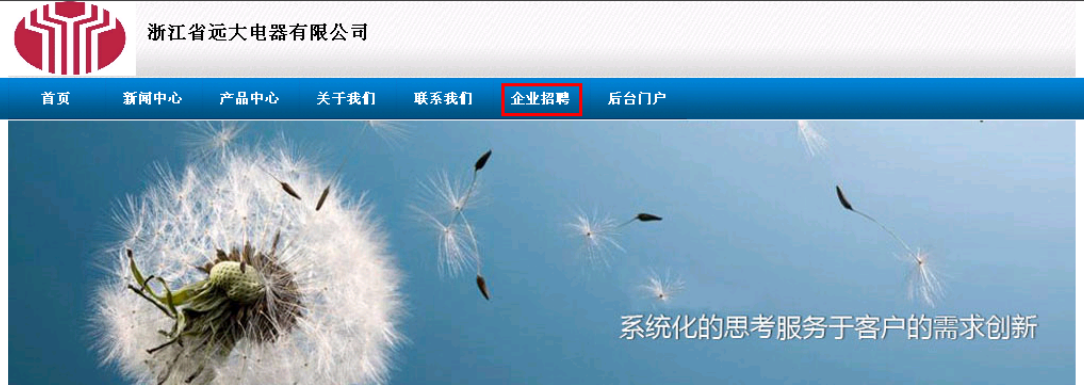 浙江省远大电器有限公司
首页 新闻中心 产品中心 关于我们 联系我们 企业招聘 后台门户
系统化的思考服务于客户的需求创新